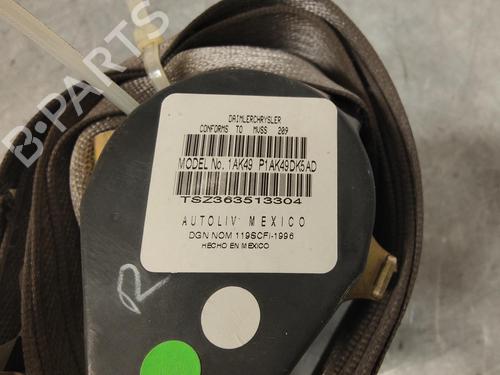 B-PARTS
DAIMLERCHRYSLER
CONFORMS TO MVSS 209
MODEL No. 1AK49 P1AK49DK5AD
TSZ363513304
AUTOLIV MEXICO
DGN NOM 119SCFI-1996
HECHO EN MEXICO
R